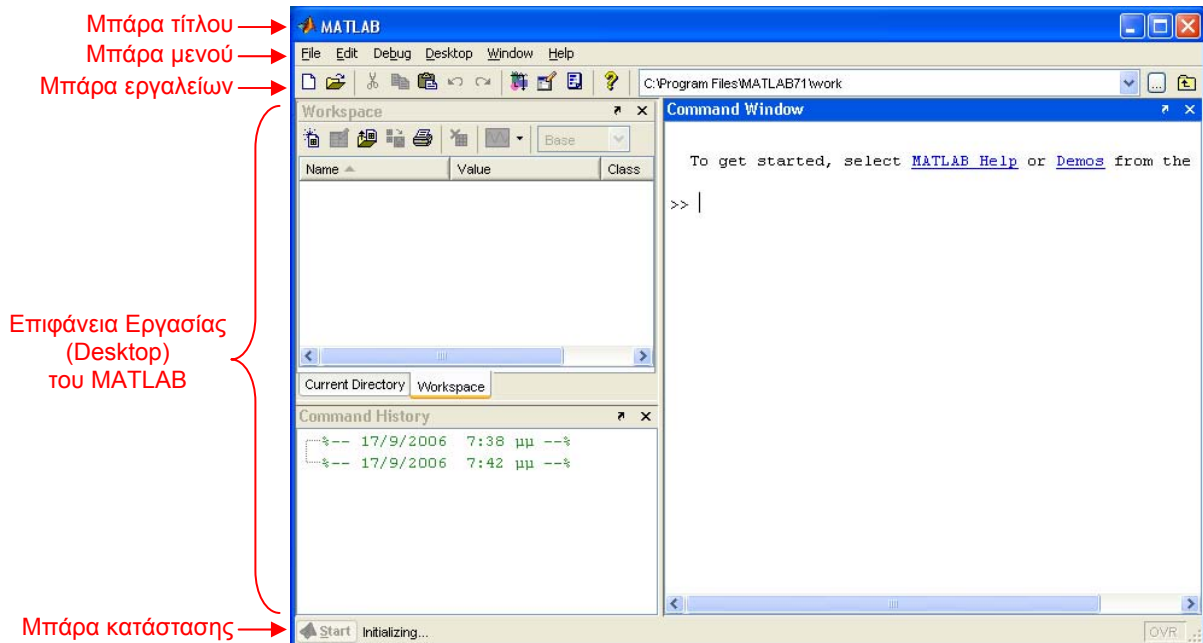 Μπάρα τίτλου
MATLAB
Μπάρα μενού
File Edit Debug Desktop Window Help
Μπάρα εργαλείων
C:\Program Files\MATLAB71\work
...
Workspace
Base
Name Value Class
Current Directory Workspace
Command History
%-- 17/9/2006 7:38 μμ --%
%-- 17/9/2006 7:42 μμ --%
Command Window
To get started, select MATLAB Help or Demos from the
>>
Επιφάνεια Εργασίας
(Desktop)
του MATLAB
Μπάρα κατάστασης
Start Initializing... OVR